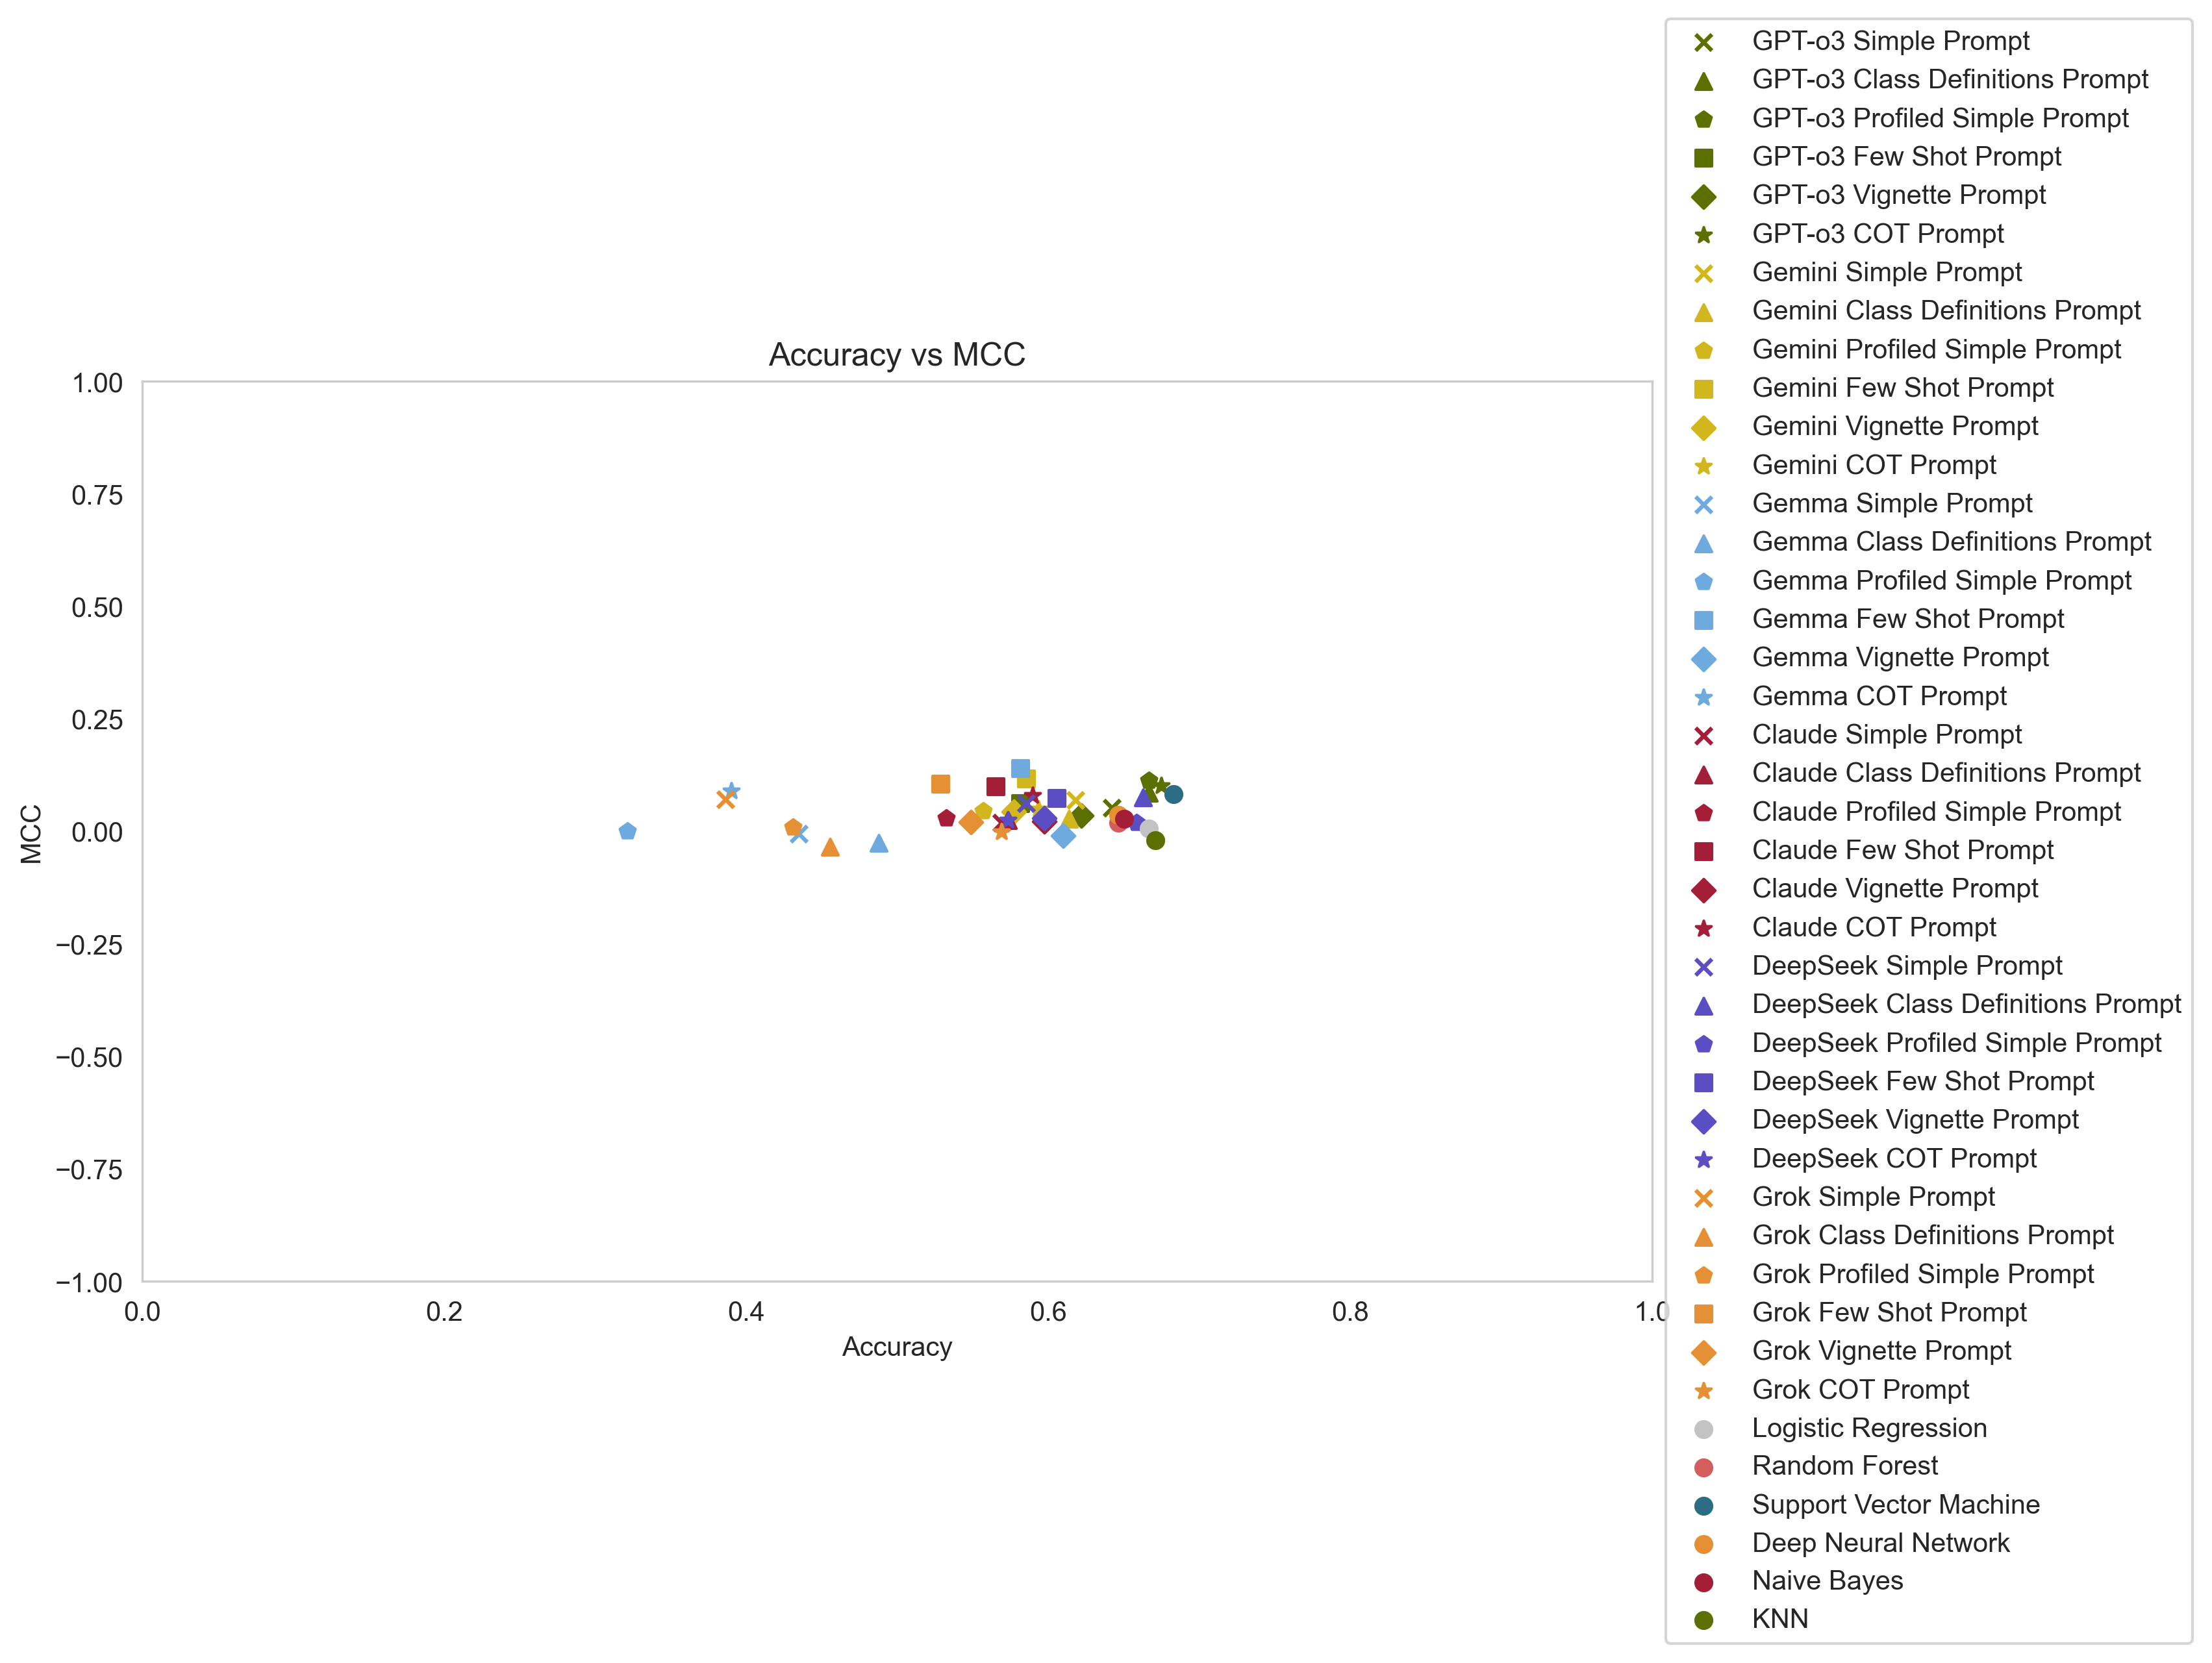 Accuracy vs MCC
1.00
0.75
0.50
0.25
0.00
−0.25
−0.50
−0.75
−1.00
MCC
0.0
0.2
0.4
0.6
0.8
1.0
Accuracy
GPT-o3 Simple Prompt
GPT-o3 Class Definitions Prompt
GPT-o3 Profiled Simple Prompt
GPT-o3 Few Shot Prompt
GPT-o3 Vignette Prompt
GPT-o3 COT Prompt
Gemini Simple Prompt
Gemini Class Definitions Prompt
Gemini Profiled Simple Prompt
Gemini Few Shot Prompt
Gemini Vignette Prompt
Gemini COT Prompt
Gemma Simple Prompt
Gemma Class Definitions Prompt
Gemma Profiled Simple Prompt
Gemma Few Shot Prompt
Gemma Vignette Prompt
Gemma COT Prompt
Claude Simple Prompt
Claude Class Definitions Prompt
Claude Profiled Simple Prompt
Claude Few Shot Prompt
Claude Vignette Prompt
Claude COT Prompt
DeepSeek Simple Prompt
DeepSeek Class Definitions Prompt
DeepSeek Profiled Simple Prompt
DeepSeek Few Shot Prompt
DeepSeek Vignette Prompt
DeepSeek COT Prompt
Grok Simple Prompt
Grok Class Definitions Prompt
Grok Profiled Simple Prompt
Grok Few Shot Prompt
Grok Vignette Prompt
Grok COT Prompt
Logistic Regression
Random Forest
Support Vector Machine
Deep Neural Network
Naive Bayes
KNN